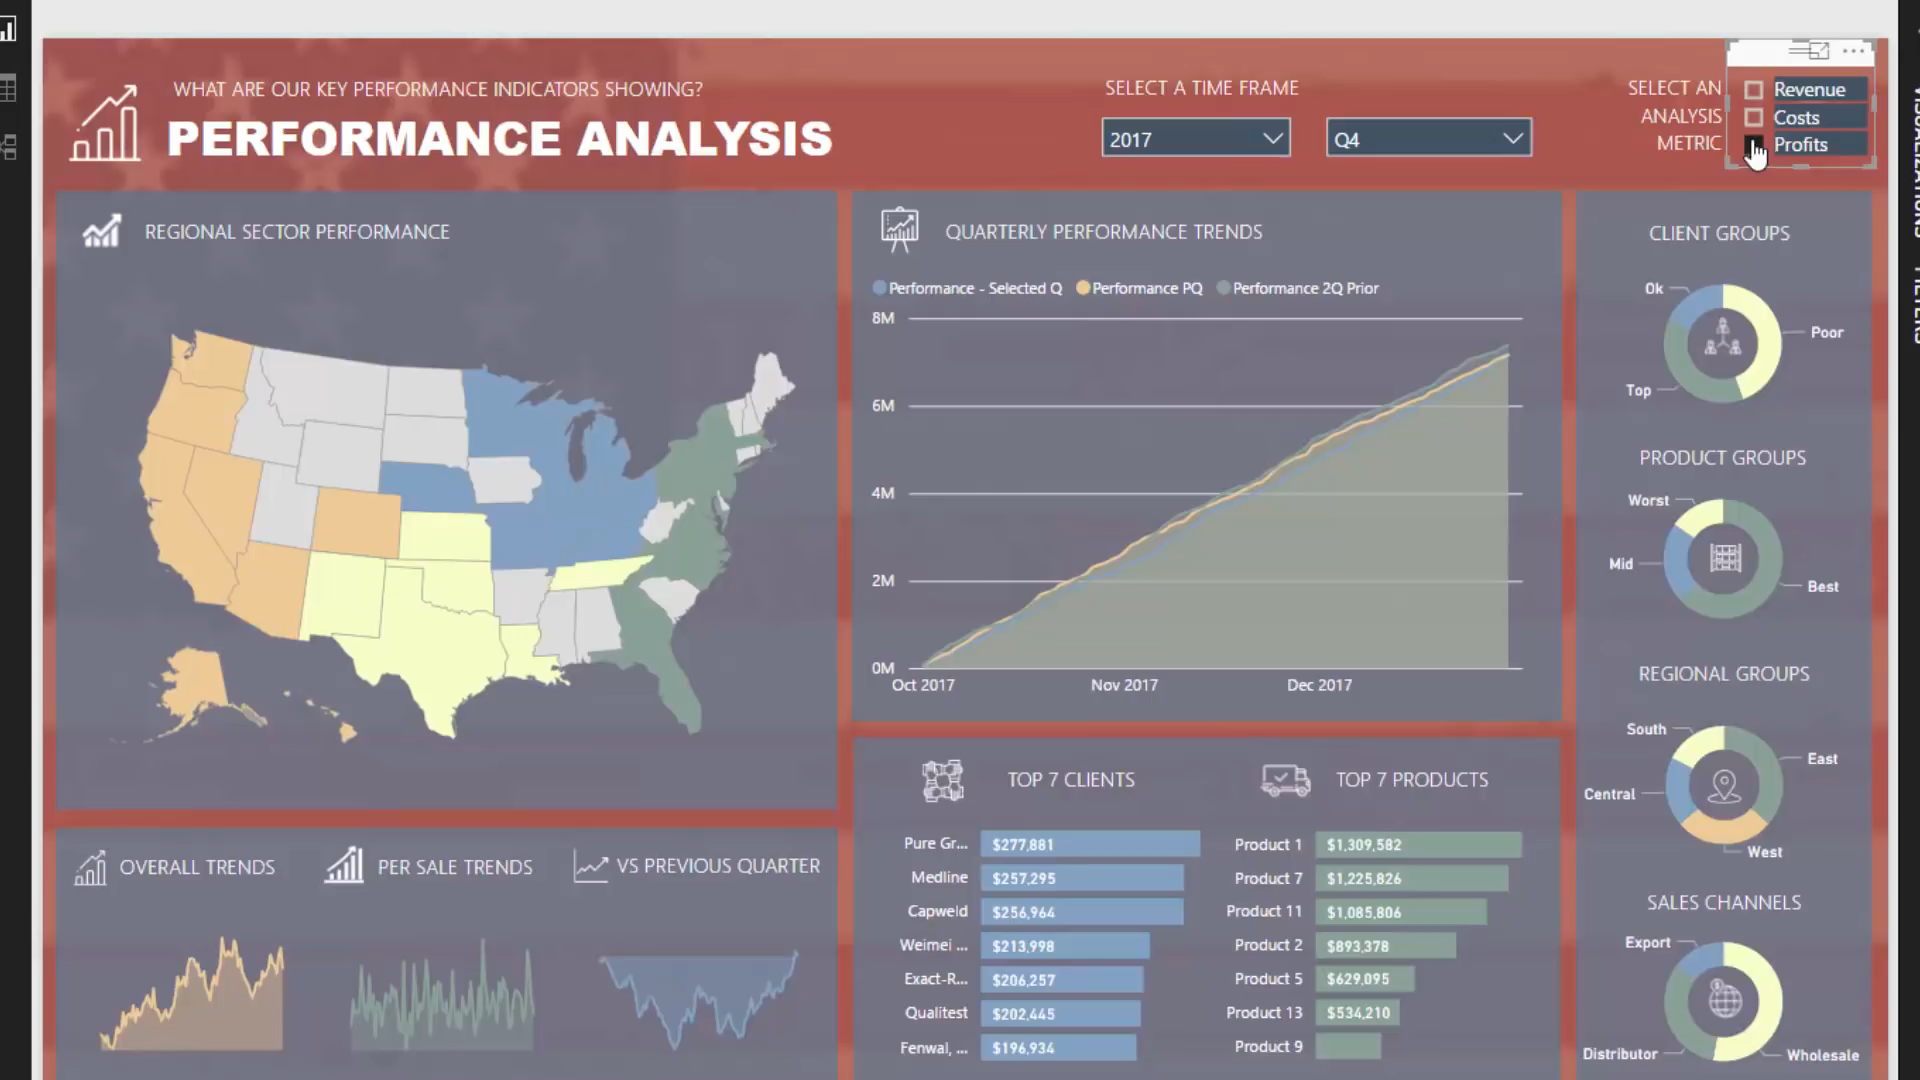 WHAT ARE OUR KEY PERFORMANCE INDICATORS SHOWING?
PERFORMANCE ANALYSIS
SELECT A TIME FRAME
2017
Q4
SELECT AN
ANALYSIS
METRIC
Revenue
Costs
Profits
REGIONAL SECTOR PERFORMANCE
QUARTERLY PERFORMANCE TRENDS
Performance - Selected Q
Performance PQ
Performance 2Q Prior
8M
6M
4M
2M
0M
Oct 2017
Nov 2017
Dec 2017
CLIENT GROUPS
Ok
Poor
Top
PRODUCT GROUPS
Worst
Mid
Best
REGIONAL GROUPS
South
East
Central
West
SALES CHANNELS
Export
Distributor
Wholesale
OVERALL TRENDS
PER SALE TRENDS
VS PREVIOUS QUARTER
TOP 7 CLIENTS
Pure Gr... $277,881
Medline $257,295
Capweld $256,964
Weimei ... $213,998
Exact-R... $206,257
Qualitest $202,445
Fenwal, ... $196,934
TOP 7 PRODUCTS
Product 1 $1,309,582
Product 7 $1,225,826
Product 11 $1,085,806
Product 2 $893,378
Product 5 $629,095
Product 13 $534,210
Product 9